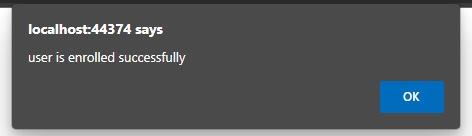 localhost:44374 says
user is enrolled successfully
OK